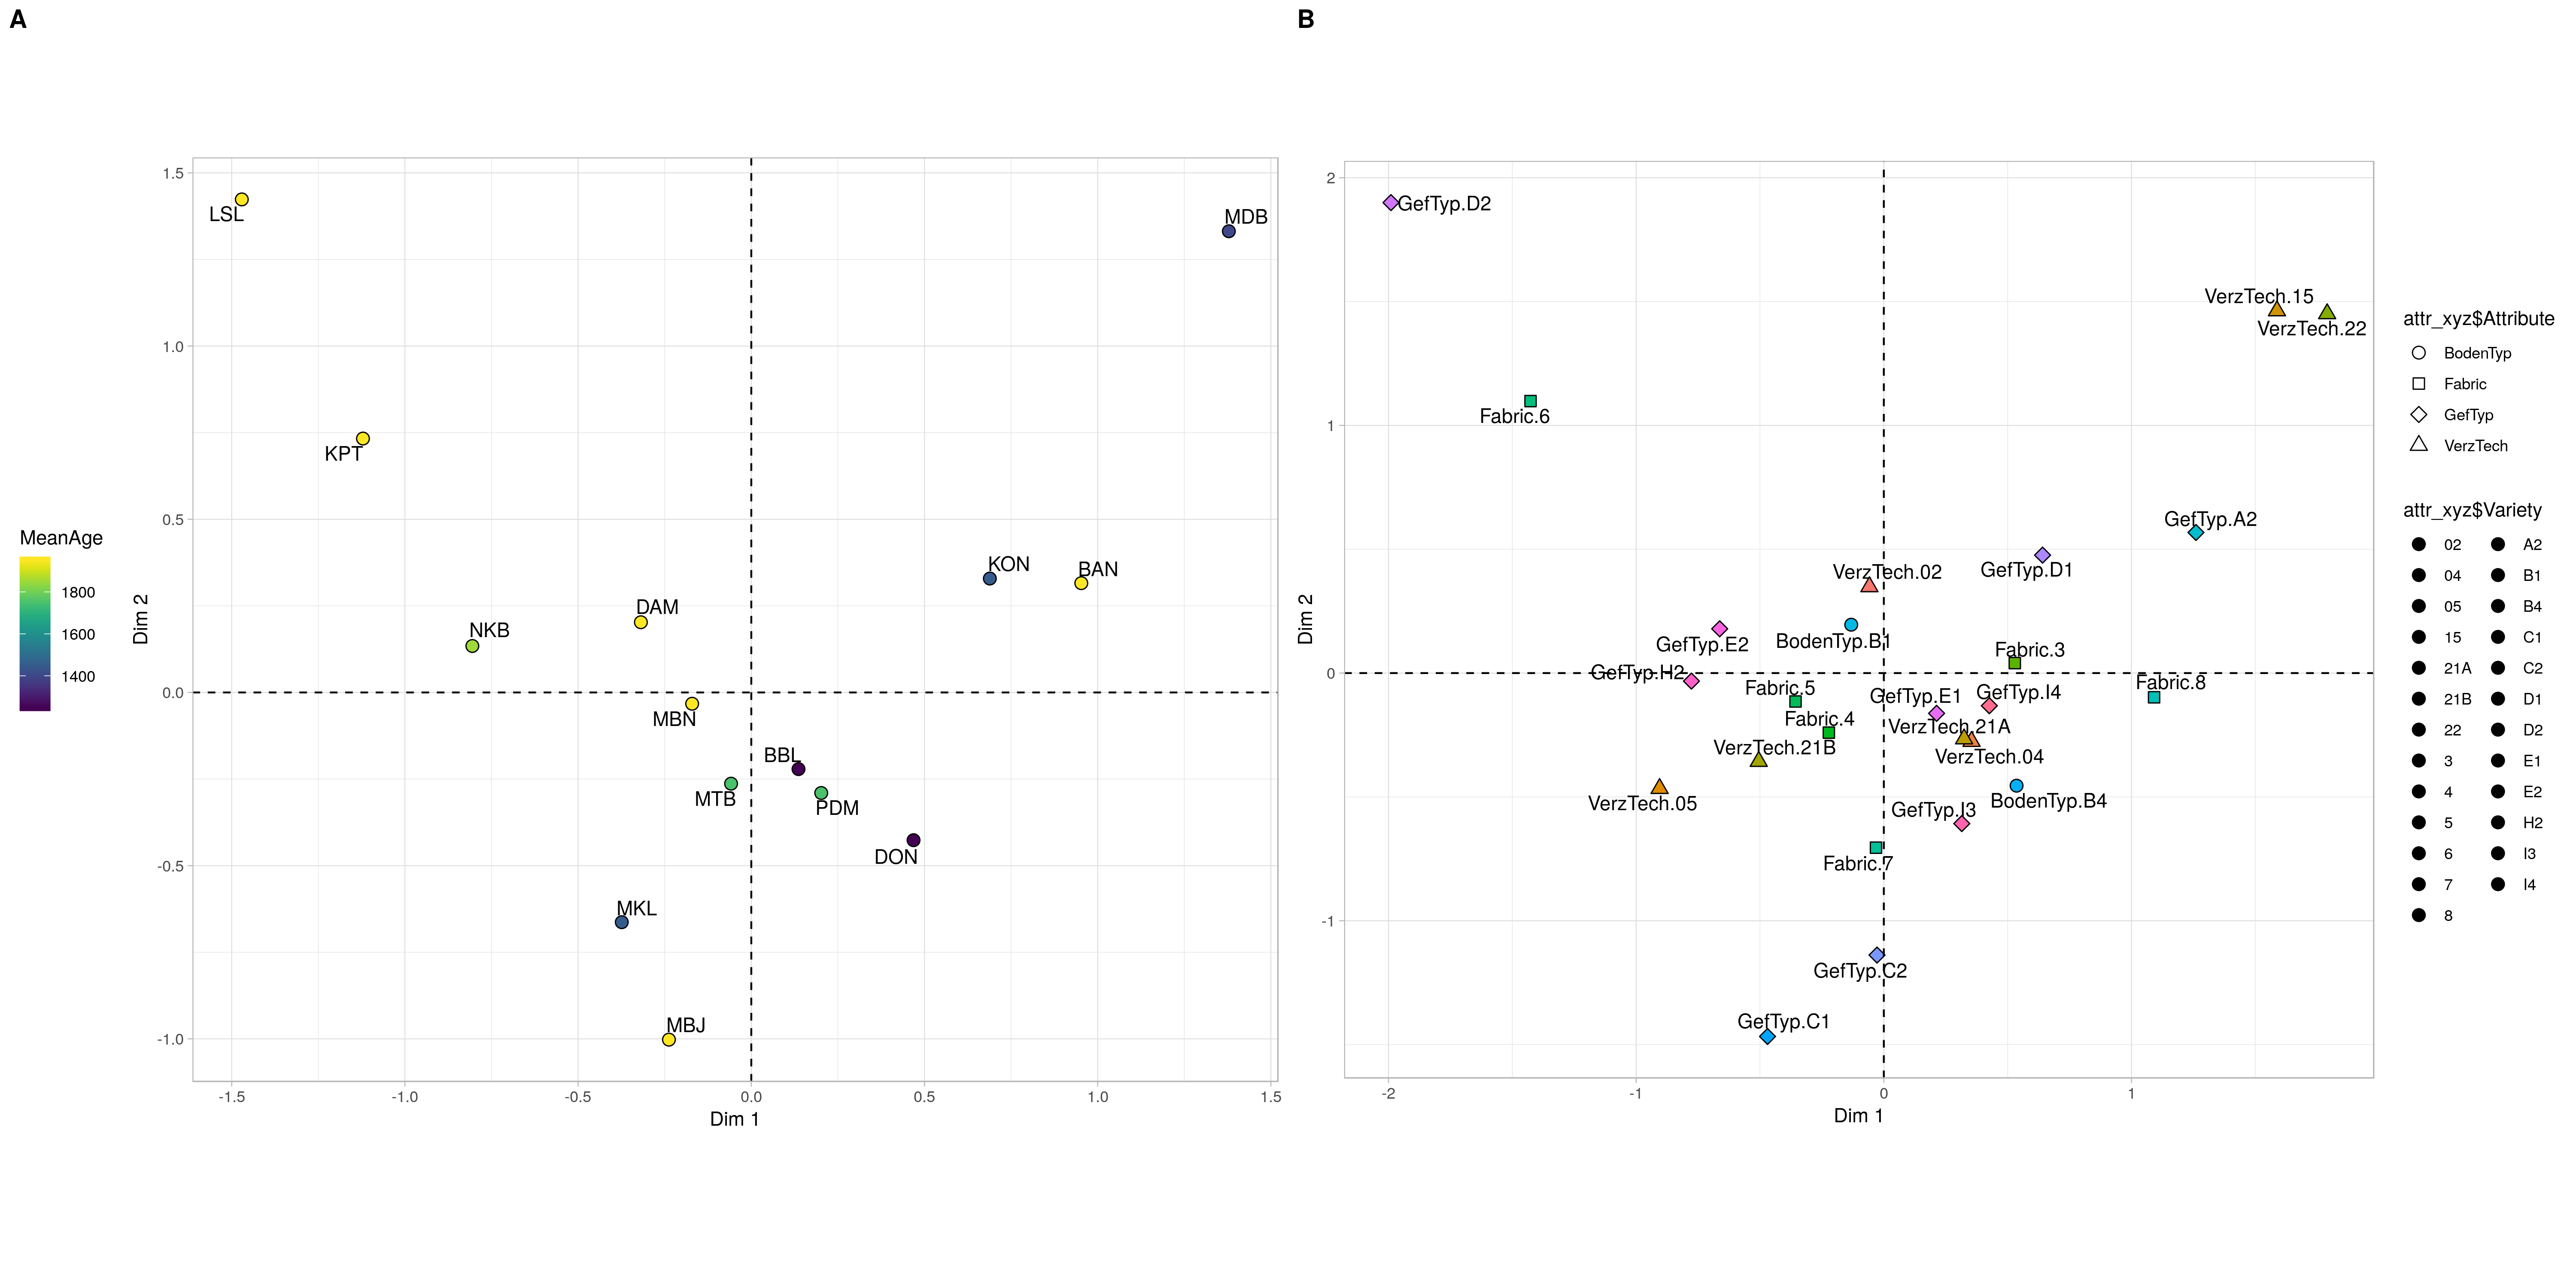 A
MeanAge
1800
1600
1400
Dim 2
1.5
1.0
0.5
0.0
-0.5
-1.0
LSL
MDB
KPT
KON
BAN
DAM
NKB
MBN
BBL
MTB
PDM
DON
MKL
MBJ
-1.5
-1.0
-0.5
0.0
0.5
1.0
1.5
Dim 1
B
Dim 2
2
1
0
-1
GefTyp.D2
VerzTech.15
VerzTech.22
Fabric.6
GefTyp.A2
GefTyp.D1
VerzTech.02
BodenTyp.B1
GefTyp.E2
Fabric.3
GefTyp.H2
Fabric.8
Fabric.5
GefTyp.E1
GefTyp.I4
Fabric.4
VerzTech.21A
VerzTech.21B
VerzTech.04
VerzTech.05
BodenTyp.B4
GefTyp.I3
Fabric.7
GefTyp.C2
GefTyp.C1
-2
-1
0
1
Dim 1
attr_xyz$Attribute
BodenTyp
Fabric
GefTyp
VerzTech
attr_xyz$Variety
02
04
05
15
21A
21B
22
3
4
5
6
7
8
A2
B1
B4
C1
C2
D1
D2
E1
E2
H2
I3
I4